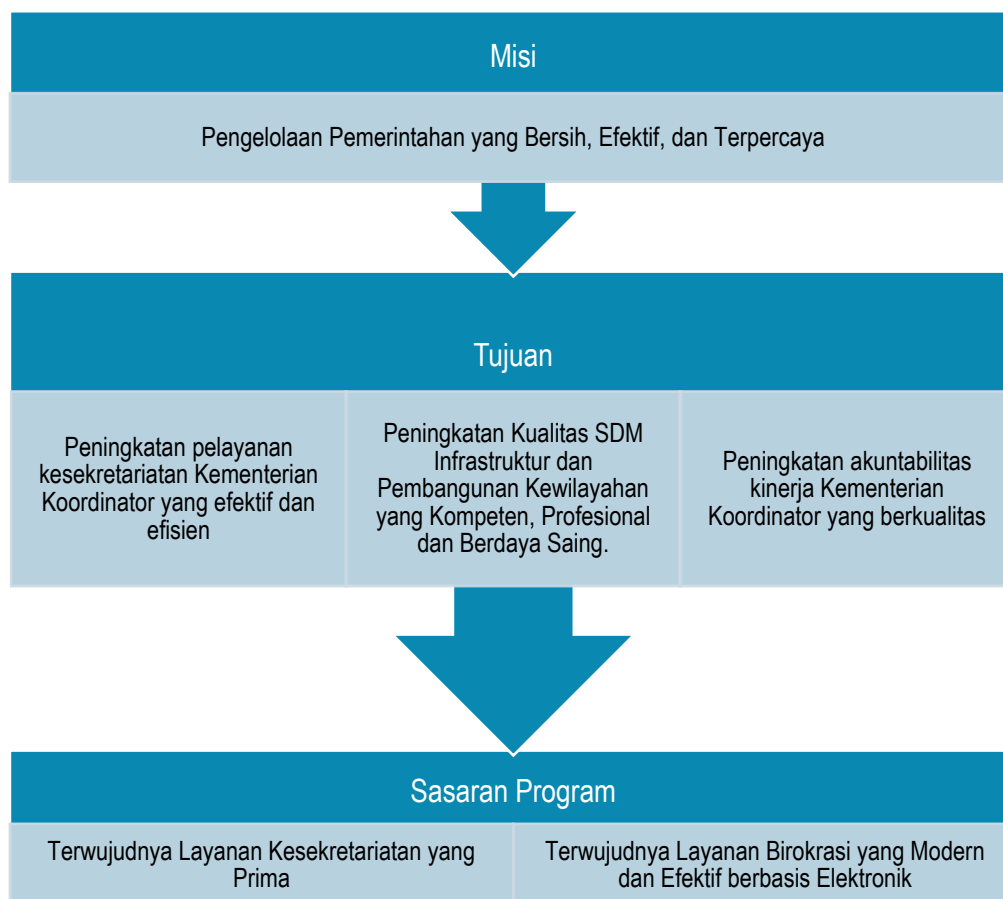 Misi
Pengelolaan Pemerintahan yang Bersih, Efektif, dan Terpercaya
Tujuan
Peningkatan pelayanan
kesekretariatan Kementerian
Koordinator yang efektif dan
efisien
Peningkatan Kualitas SDM
Infrastruktur dan
Pembangunan Kewilayahan
yang Kompeten, Profesional
dan Berdaya Saing.
Peningkatan akuntabilitas
kinerja Kementerian
Koordinator yang berkualitas
Sasaran Program
Terwujudnya Layanan Kesekretariatan yang
Prima
Terwujudnya Layanan Birokrasi yang Modern
dan Efektif berbasis Elektronik